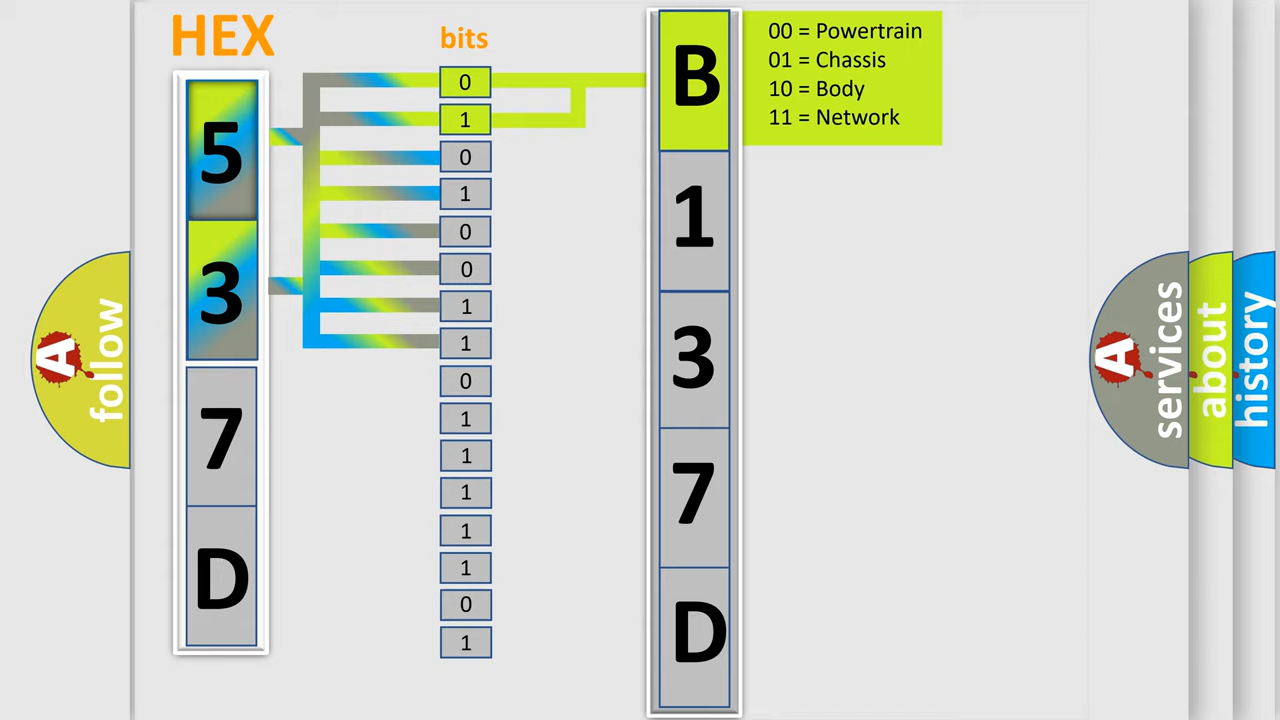 HEX
bits
5
3
7
D
0
1
0
1
0
0
1
1
0
1
1
1
1
1
0
1
B
1
3
7
D
00 = Powertrain
01 = Chassis
10 = Body
11 = Network
A
follow
A
services
about
history